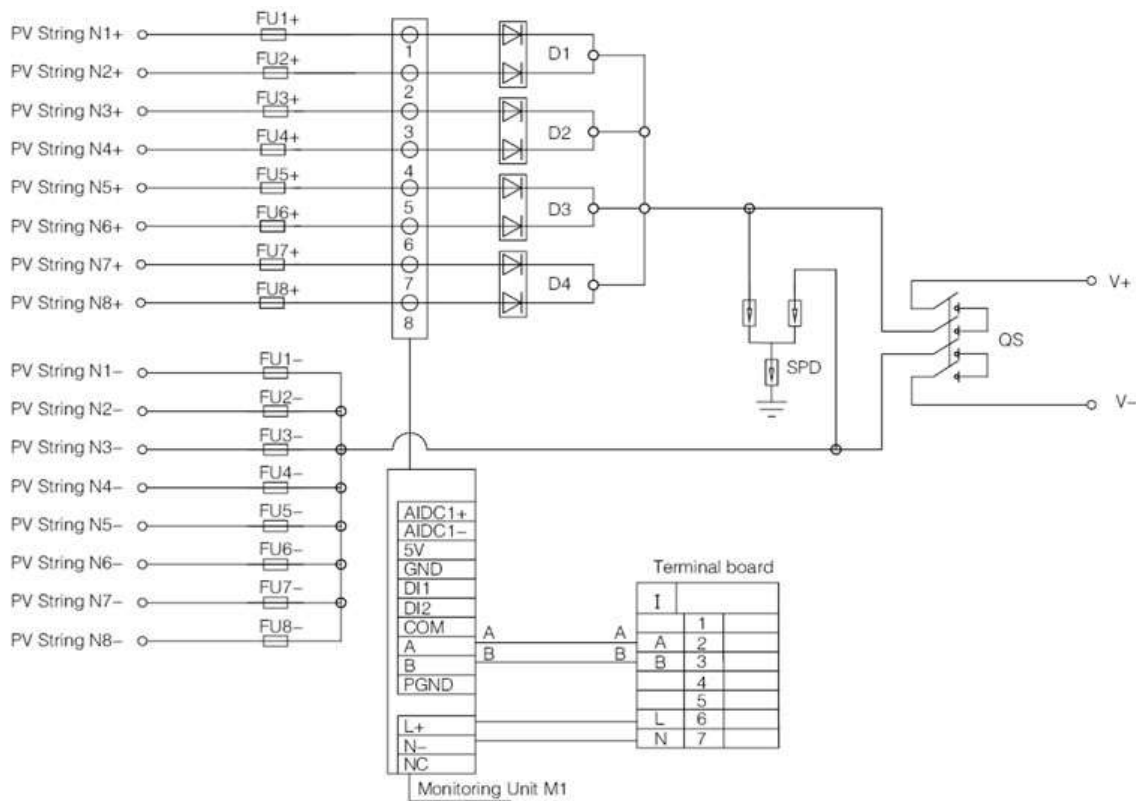 PV String N1+ FU1+
PV String N2+ FU2+
PV String N3+ FU3+
PV String N4+ FU4+
PV String N5+ FU5+
PV String N6+ FU6+
PV String N7+ FU7+
PV String N8+ FU8+
1
2
3
4
5
6
7
8
D1
D2
D3
D4
SPD
QS
V+
V−
PV String N1− FU1−
PV String N2− FU2−
PV String N3− FU3−
PV String N4− FU4−
PV String N5− FU5−
PV String N6− FU6−
PV String N7− FU7−
PV String N8− FU8−
AIDC1+
AIDC1−
5V
GND
DI1
DI2
COM
A
B
PGND
L+
N−
NC
Monitoring Unit M1
A A
B B
Terminal board
I
1
A 2
B 3
4
5
L 6
N 7